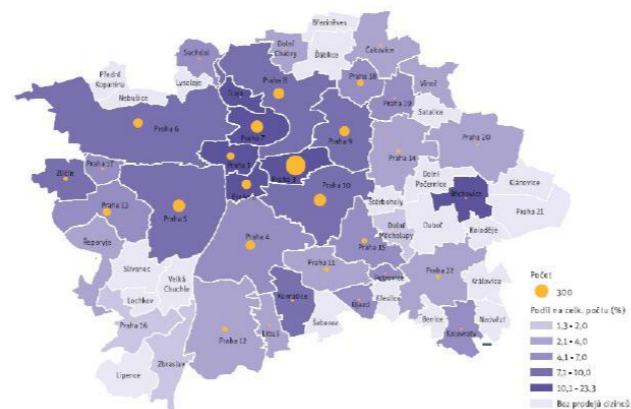 Březiněves
Suchdol
Dolní
Chabry
Ďáblice
Čakovice
Přední
Kopanina
Lysolaje
Nebušice
Praha 8
Praha 18
Troja
Praha 19
Vinoř
Satalice
Praha 6
Praha 7
Praha 9
Praha 20
Praha 17
Praha 1
Praha 3
Praha 14
Zličín
Dolní
Počernice
Běchovice
Klánovice
Praha 13
Praha 5
Praha 10
Štěrboholy
Praha 21
Dolní
Měcholupy
Dubeč
Koloděje
Řeporyje
Praha 4
Praha 15
Slivenec
Velká
Chuchle
Praha 11
Petrovice
Praha 22
Královice
Lochkov
Kunratice
Újezd
Křeslice
Nedvězí
Praha 16
Praha 12
Libuš
Šeberov
Benice
Kolovraty
Zbraslav
Lipence
Počet
300
Podíl na celk. počtu (%)
1,3 - 2,0
2,1 - 4,0
4,1 - 7,0
7,1 - 10,0
10,1 - 23,3
Bez prodejů cizinců